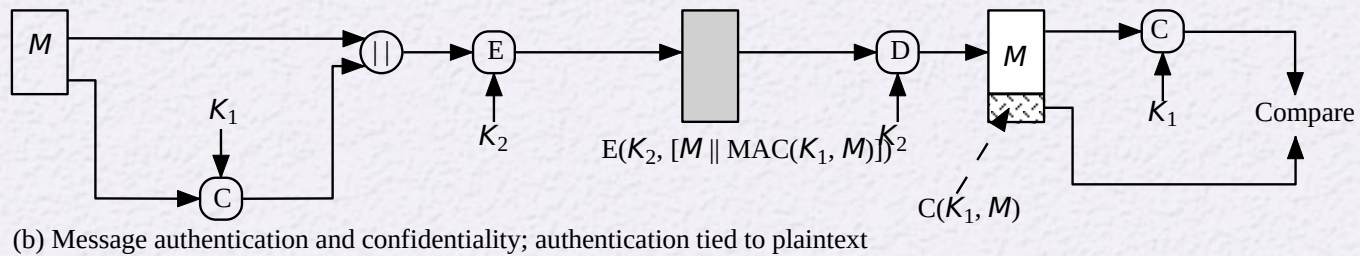 M
||
E
D
M
C
K₁
K₂
K₂
K₁
Compare
E(K₂, [M || MAC(K₁, M)])
C
C(K₁, M)
(b) Message authentication and confidentiality; authentication tied to plaintext